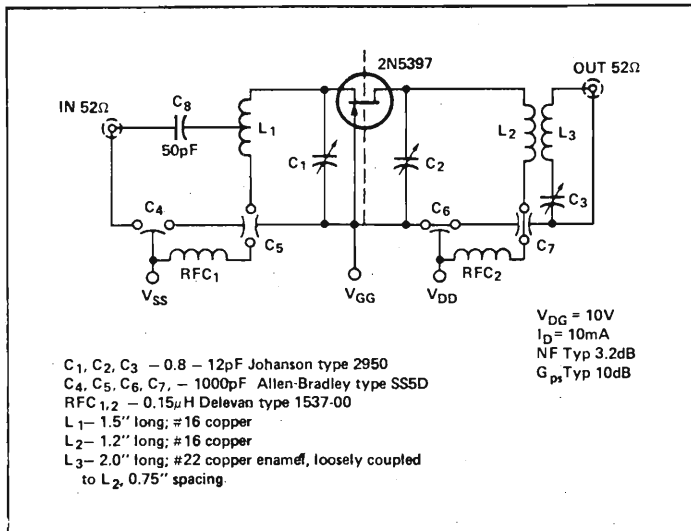 2N5397
OUT 52Ω
IN 52Ω
C8
50pF
L1
L2
L3
C1
C2
C3
C4
C6
C5
C7
RFC1
RFC2
VSS
VGG
VDD
VDG = 10V
ID = 10mA
NF Typ 3.2dB
Gps Typ 10dB
C1, C2, C3 – 0.8 – 12pF Johanson type 2950
C4, C5, C6, C7, – 1000pF Allen-Bradley type SS5D
RFC1,2 – 0.15μH Delevan type 1537-00
L1– 1.5" long; #16 copper
L2– 1.2" long; #16 copper
L3– 2.0" long; #22 copper enamel, loosely coupled
to L2, 0.75" spacing.